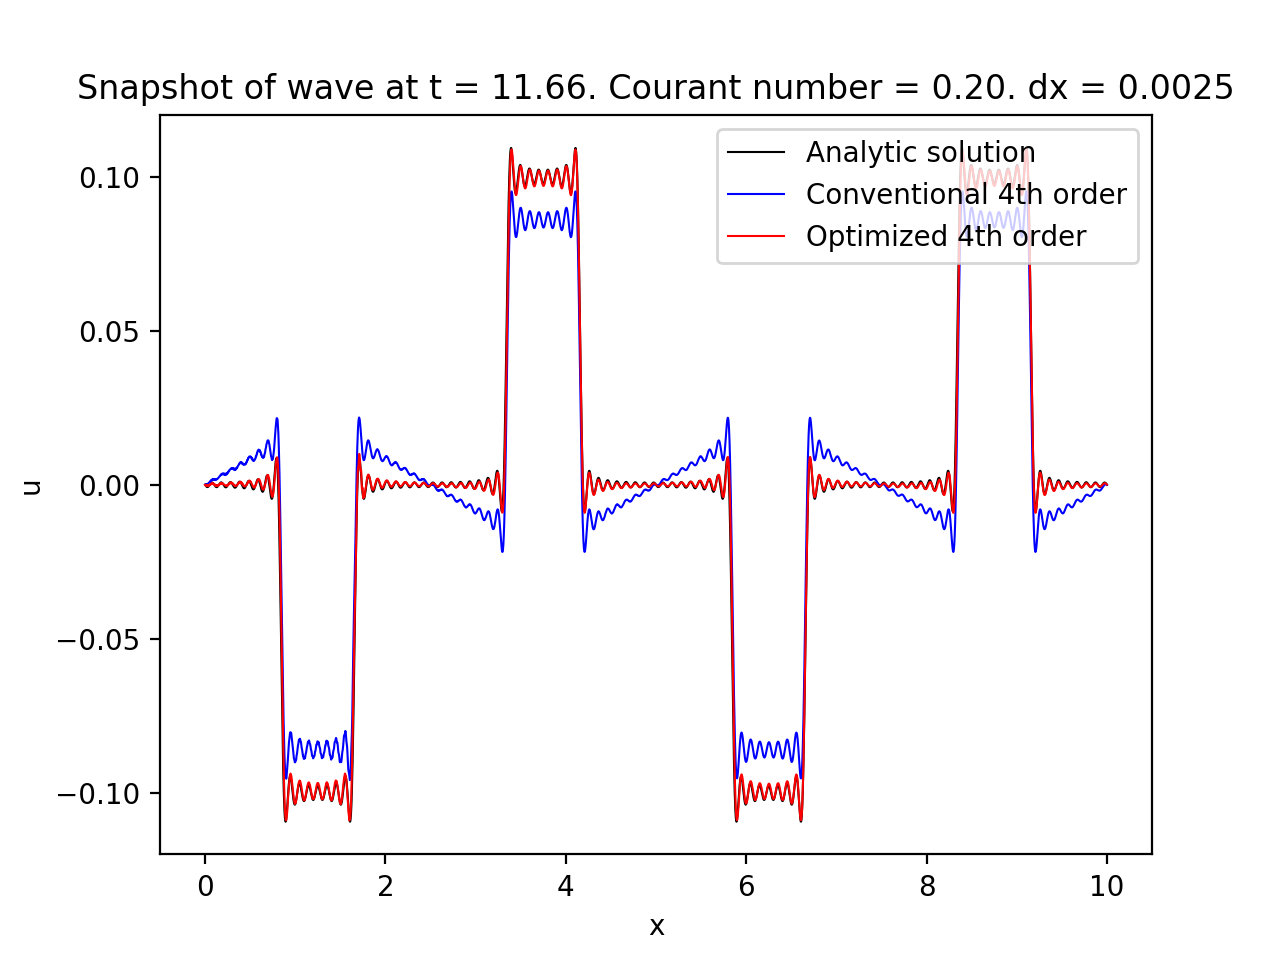 Snapshot of wave at t = 11.66. Courant number = 0.20. dx = 0.0025
Analytic solution
Conventional 4th order
Optimized 4th order
0.10
0.05
0.00
−0.05
−0.10
u
0 2 4 6 8 10
x